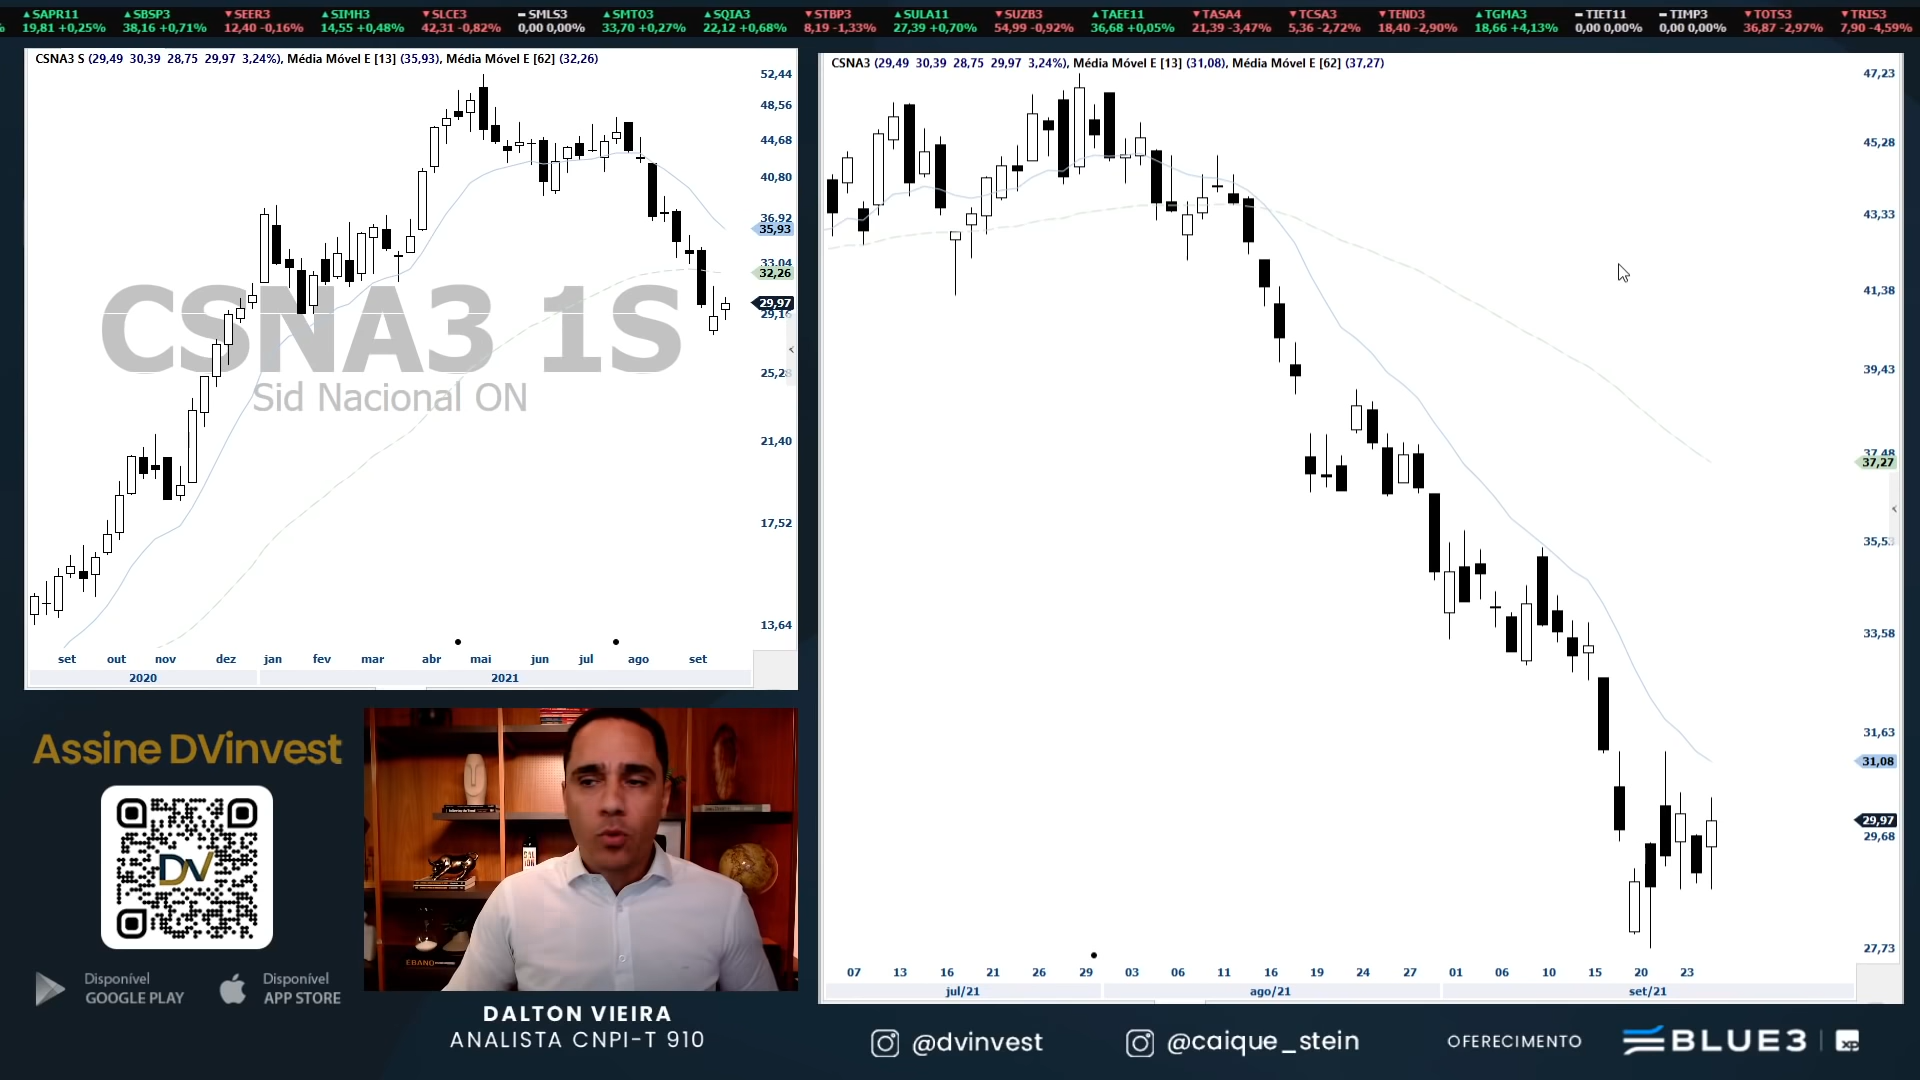 ▲SAPR11 ▲SBSP3 ▼SEER3 ▲SIMH3 ▼SLCE3 ━SMLS3 ▲SMTO3 ▲SQIA3 ▼STBP3 ▲SULA11 ▼SUZB3 ▲TAEE11 ▼TASA4 ▼TCSA3 ▼TEND3 ▲TGMA3 ━TIET11 ━TIMP3 ▼TOTS3 ▼TRIS3
19,81 +0,25% 38,16 +0,71% 12,40 -0,16% 14,55 +0,48% 42,31 -0,82% 0,00 0,00% 33,70 +0,27% 22,12 +0,68% 8,19 -1,33% 27,39 +0,70% 54,99 -0,92% 36,68 +0,05% 21,39 -3,47% 5,36 -2,72% 18,40 -2,90% 18,66 +4,13% 0,00 0,00% 0,00 0,00% 36,87 -2,97% 7,90 -4,59%
CSNA3 S (29,49 30,39 28,75 29,97 3,24%), Média Móvel E [13] (35,93), Média Móvel E [62] (32,26)
52,44
48,56
44,68
40,80
36,92
35,93
33,04
32,26
29,97
29,16
25,28
21,40
17,52
13,64
CSNA3 1S
Sid Nacional ON
set out nov dez jan fev mar abr mai jun jul ago set
2020 2021
CSNA3 (29,49 30,39 28,75 29,97 3,24%), Média Móvel E [13] (31,08), Média Móvel E [62] (37,27)
47,23
45,28
43,33
41,38
39,43
37,48
37,27
35,53
33,58
31,63
31,08
29,97
29,68
27,73
07 13 16 21 26 29 03 06 11 16 19 24 27 01 06 10 15 20 23
jul/21 ago/21 set/21
Assine DVinvest
DV
Disponível
GOOGLE PLAY
Disponível
APP STORE
EBANO
DALTON VIEIRA
ANALISTA CNPI-T 910
@dvinvest
@caique_stein
OFERECIMENTO
BLUE3
xp